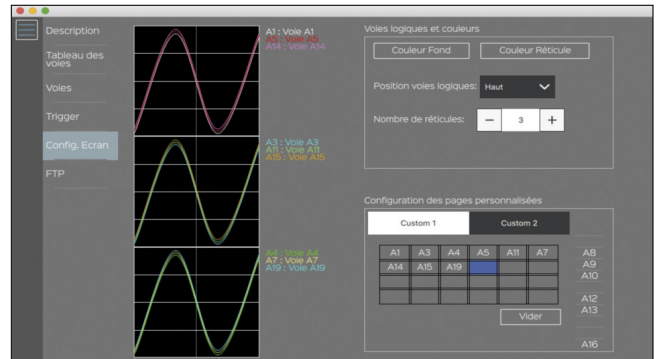 Description
Tableau des
voies
Voies
Trigger
Config. Ecran
FTP
A1 : Voie A1
A5 : Voie A5
A14 : Voie A14
A3 : Voie A3
A11 : Voie A11
A15 : Voie A15
A4 : Voie A4
A7 : Voie A7
A19 : Voie A19
Voies logiques et couleurs
Couleur Fond Couleur Réticule
Position voies logiques: Haut
Nombre de réticules: − 3 +
Configuration des pages personnalisées
Custom 1 Custom 2
A1 A3 A4 A5 A11 A7
A14 A15 A19
Vider
A8
A9
A10
A12
A13
A16